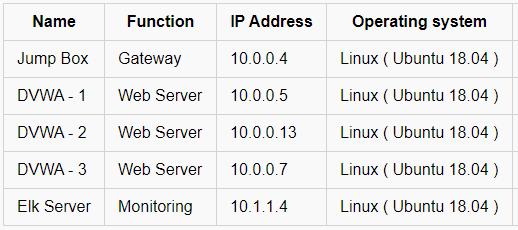 Name Function IP Address Operating system
Jump Box Gateway 10.0.0.4 Linux ( Ubuntu 18.04 )
DVWA - 1 Web Server 10.0.0.5 Linux ( Ubuntu 18.04 )
DVWA - 2 Web Server 10.0.0.13 Linux ( Ubuntu 18.04 )
DVWA - 3 Web Server 10.0.0.7 Linux ( Ubuntu 18.04 )
Elk Server Monitoring 10.1.1.4 Linux ( Ubuntu 18.04 )